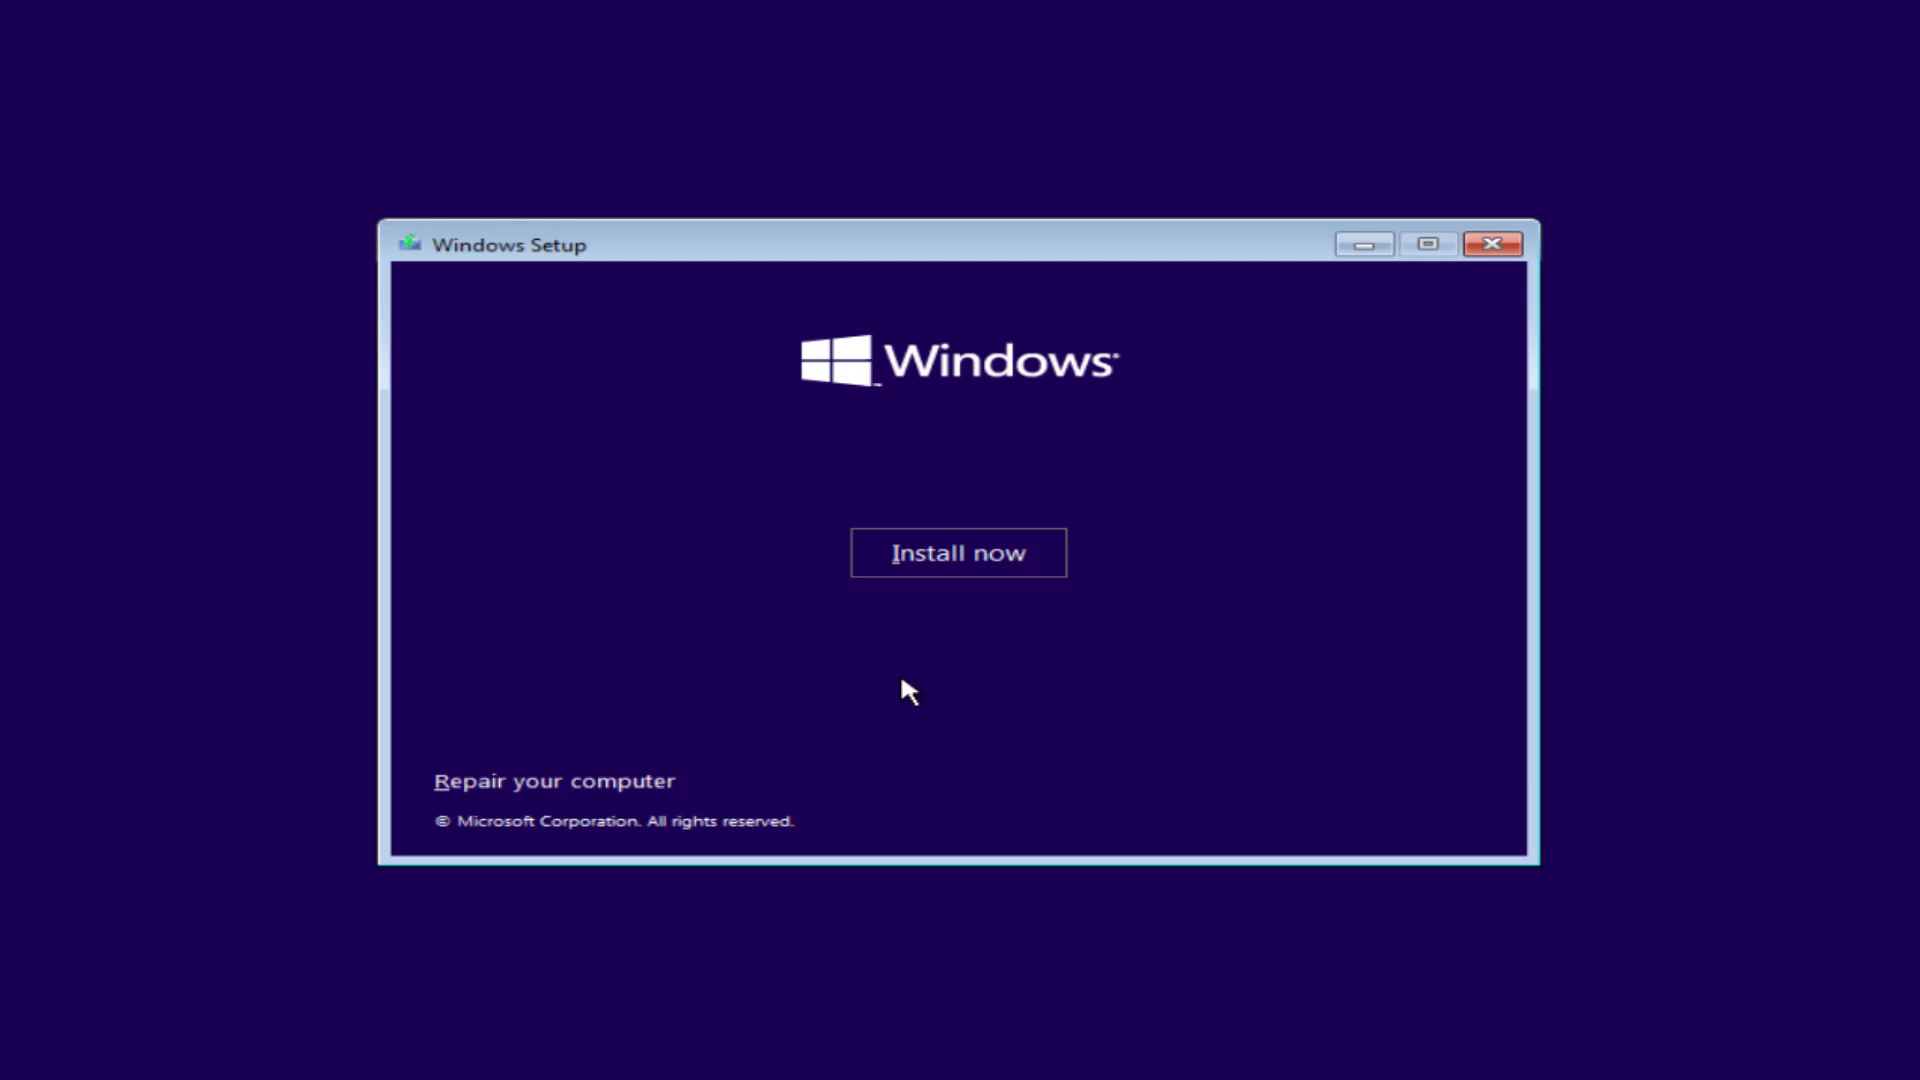 Windows Setup
Windows
Install now
Repair your computer
© Microsoft Corporation. All rights reserved.